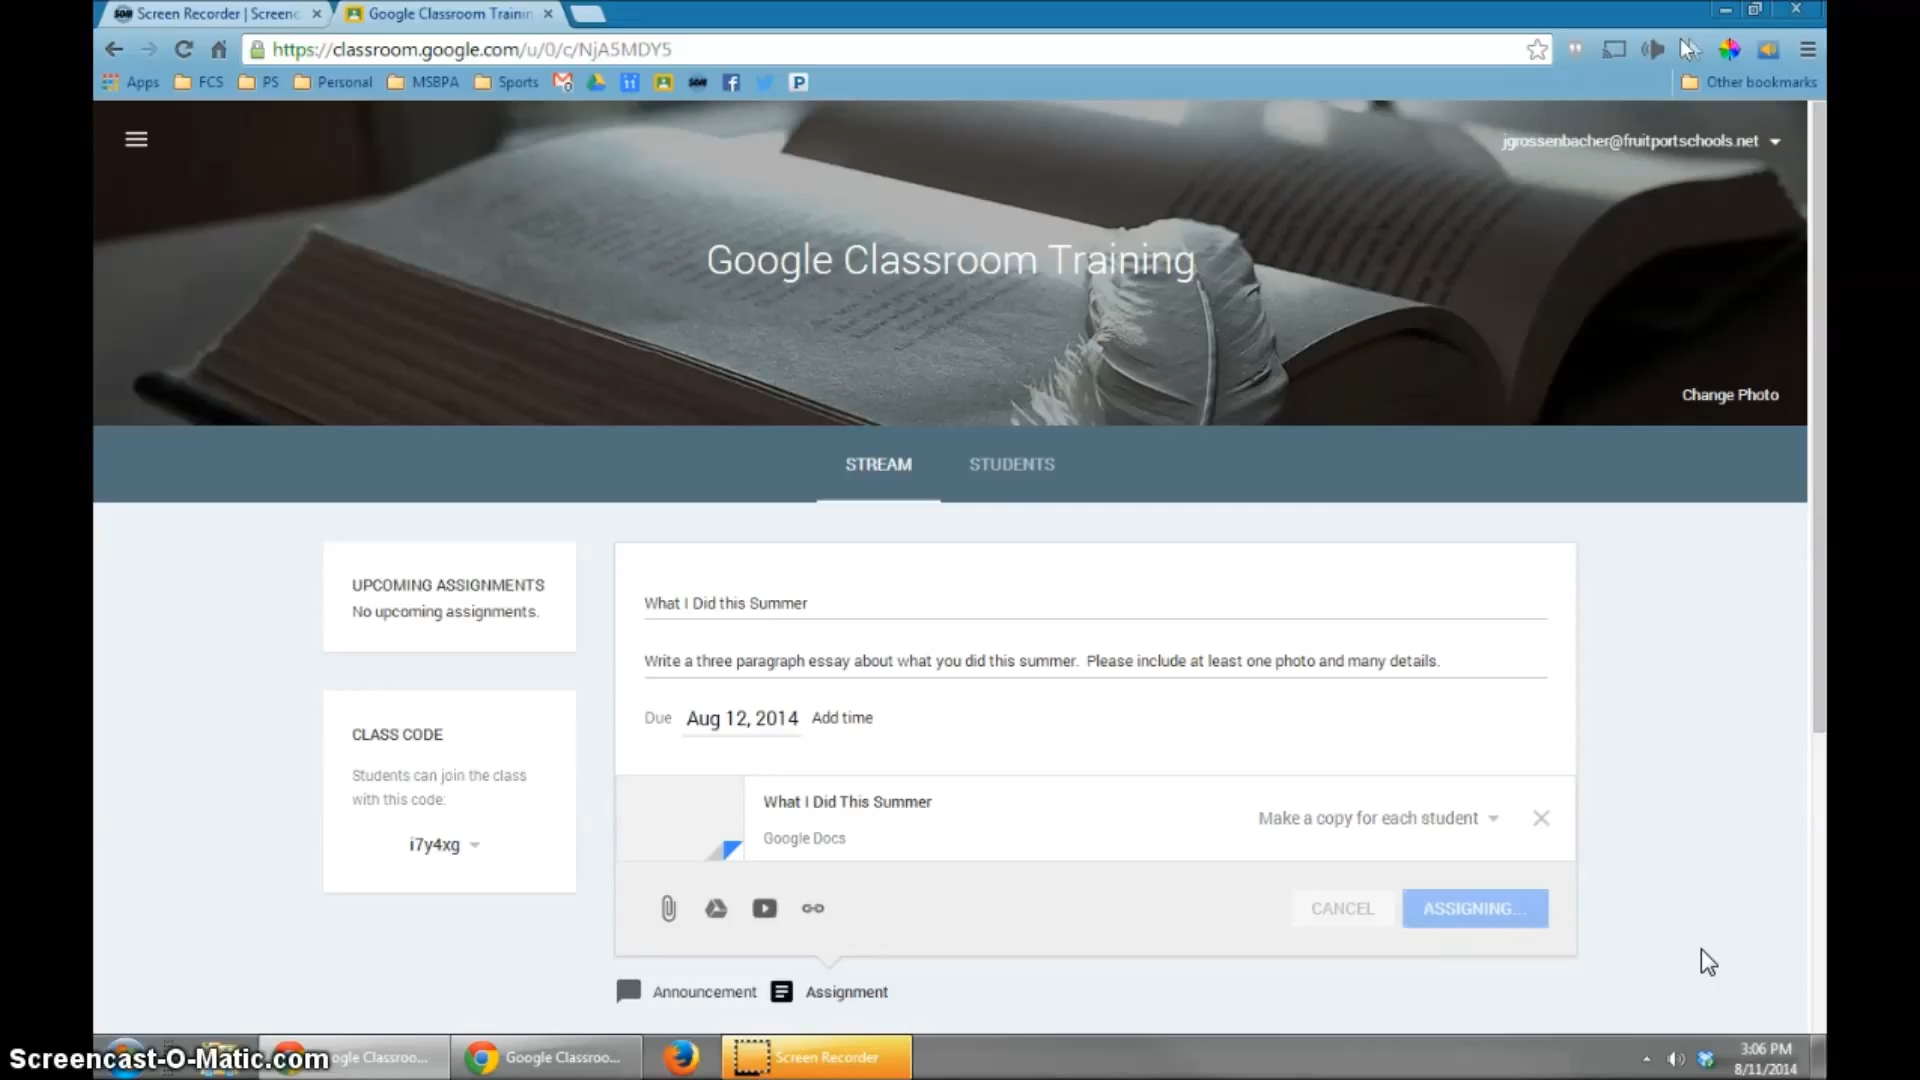 Screen Recorder | Screenc
Google Classroom Trainin
https://classroom.google.com/u/0/c/NjA5MDY5
Apps FCS PS Personal MSBPA Sports 11 SOM f P Other bookmarks
jgrossenbacher@fruitportschools.net
Google Classroom Training
Change Photo
STREAM STUDENTS
UPCOMING ASSIGNMENTS
No upcoming assignments.
CLASS CODE
Students can join the class
with this code:
i7y4xg
What I Did this Summer
Write a three paragraph essay about what you did this summer. Please include at least one photo and many details.
Due Aug 12, 2014 Add time
What I Did This Summer
Google Docs
Make a copy for each student
CANCEL ASSIGNING...
Announcement Assignment
Screencast-O-Matic.com
ogle Classroo...
Google Classroo...
Screen Recorder
3:06 PM
8/11/2014